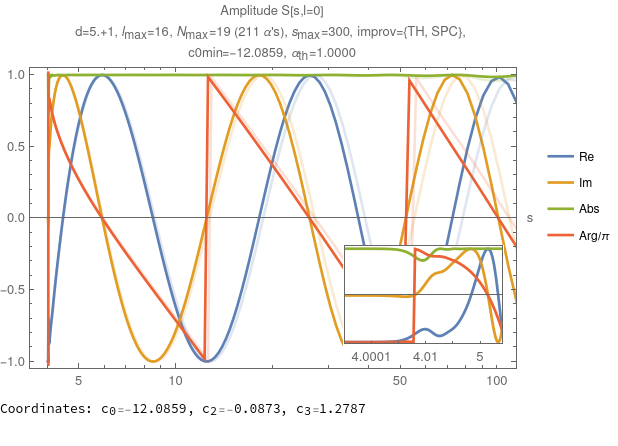 Amplitude S[s,l=0]
d=5.+1, lmax=16, Nmax=19 (211 α's), smax=300, improv={TH, SPC},
c0min=-12.0859, αth=1.0000
1.0
0.5
0.0
-0.5
-1.0
5
10
50
100
s
4.0001
4.01
5
Re
Im
Abs
Arg/π
Coordinates: c0=-12.0859, c2=-0.0873, c3=1.2787